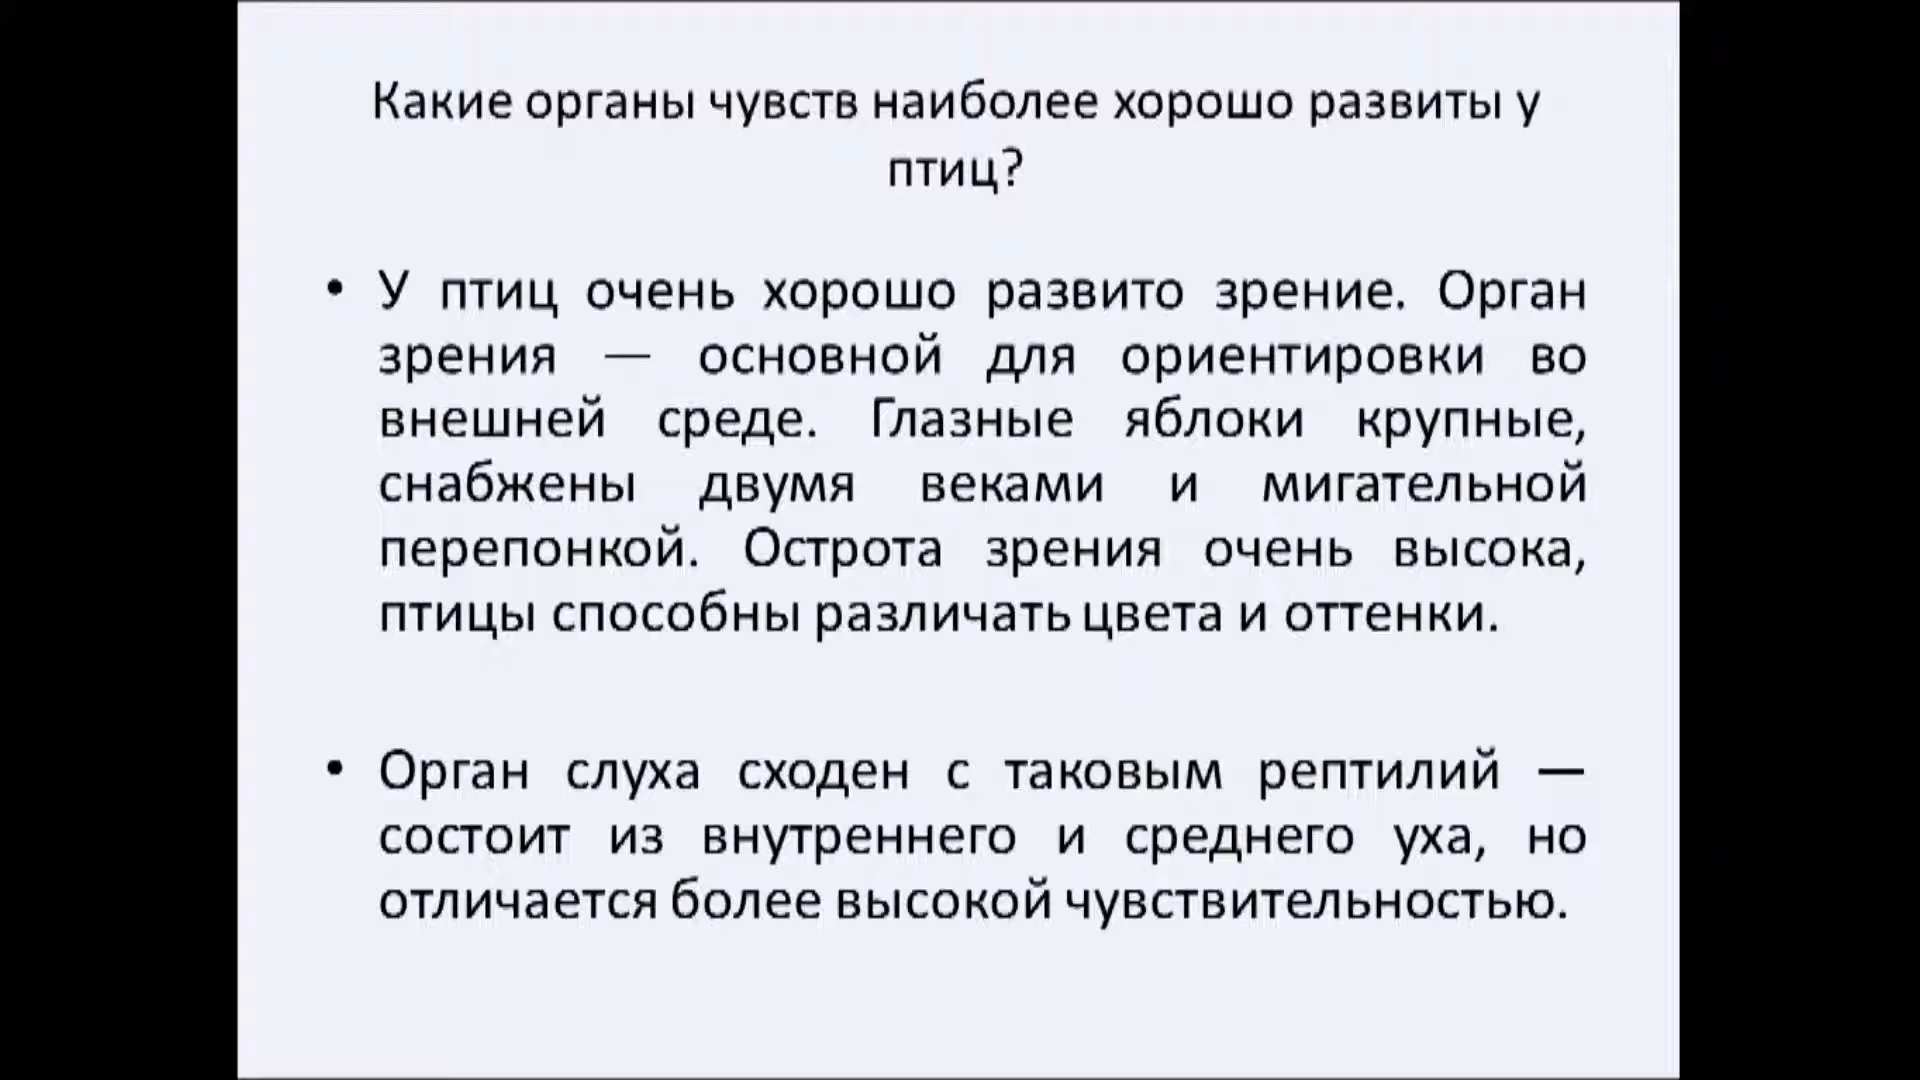 Какие органы чувств наиболее хорошо развиты у
птиц?
• У птиц очень хорошо развито зрение. Орган
зрения — основной для ориентировки во
внешней среде. Глазные яблоки крупные,
снабжены двумя веками и мигательной
перепонкой. Острота зрения очень высока,
птицы способны различать цвета и оттенки.
• Орган слуха сходен с таковым рептилий —
состоит из внутреннего и среднего уха, но
отличается более высокой чувствительностью.